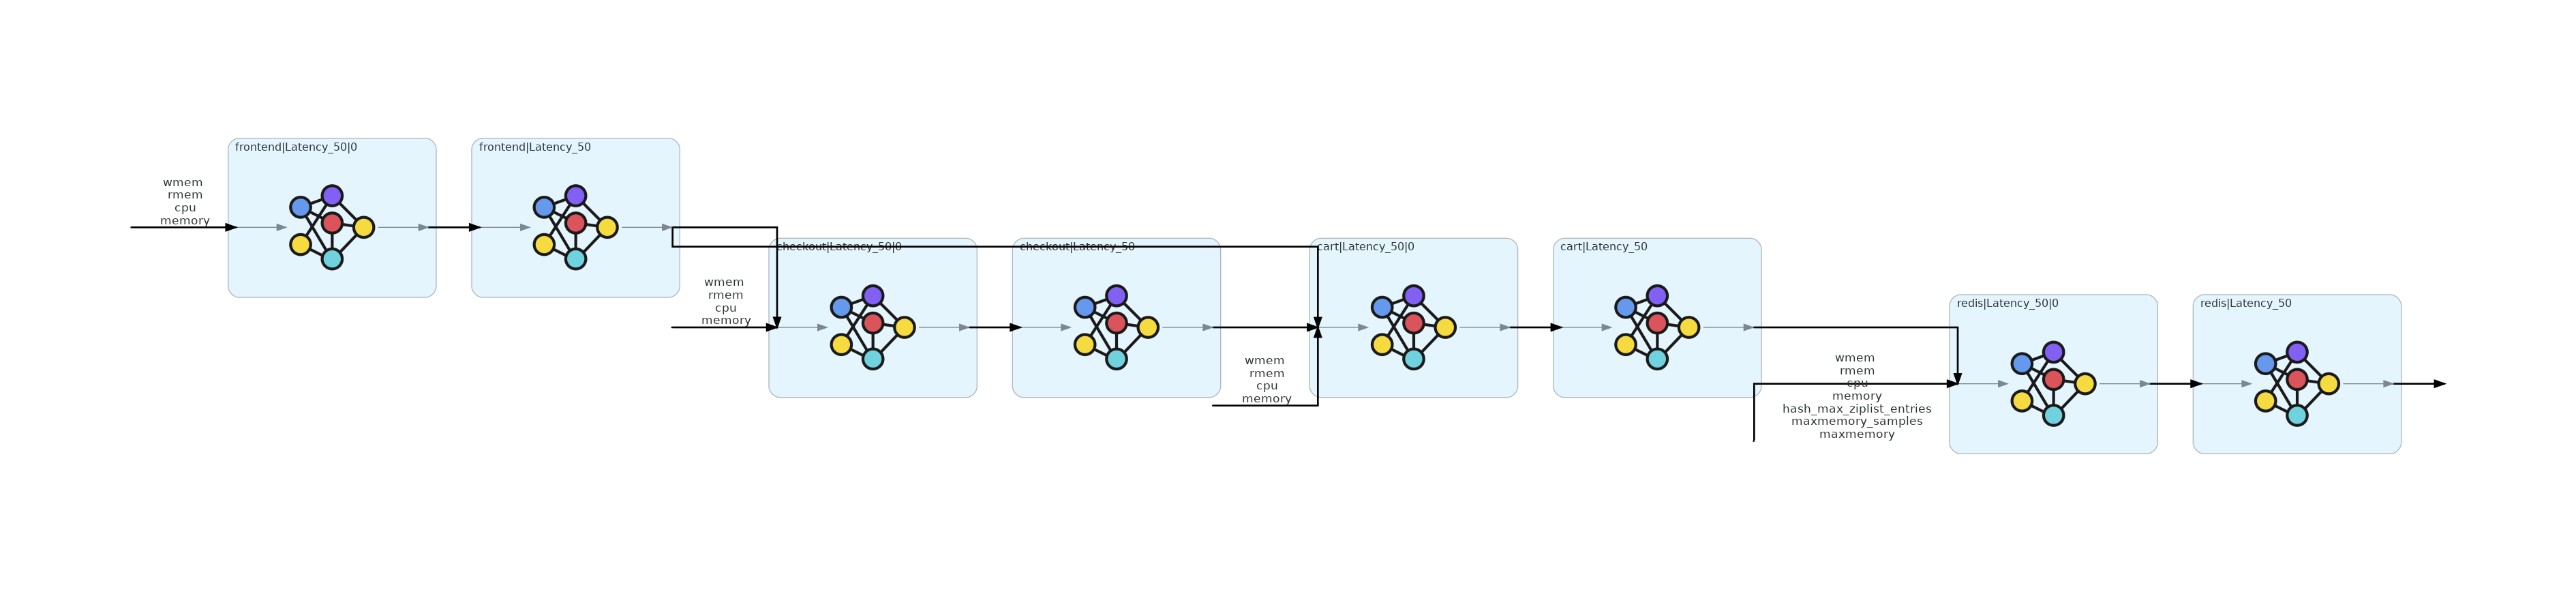 frontend|Latency_50|0
frontend|Latency_50
wmem
rmem
cpu
memory
checkout|Latency_50|0
checkout|Latency_50
cart|Latency_50|0
cart|Latency_50
wmem
rmem
cpu
memory
redis|Latency_50|0
redis|Latency_50
wmem
rmem
cpu
memory
wmem
rmem
cpu
memory
hash_max_ziplist_entries
maxmemory_samples
maxmemory